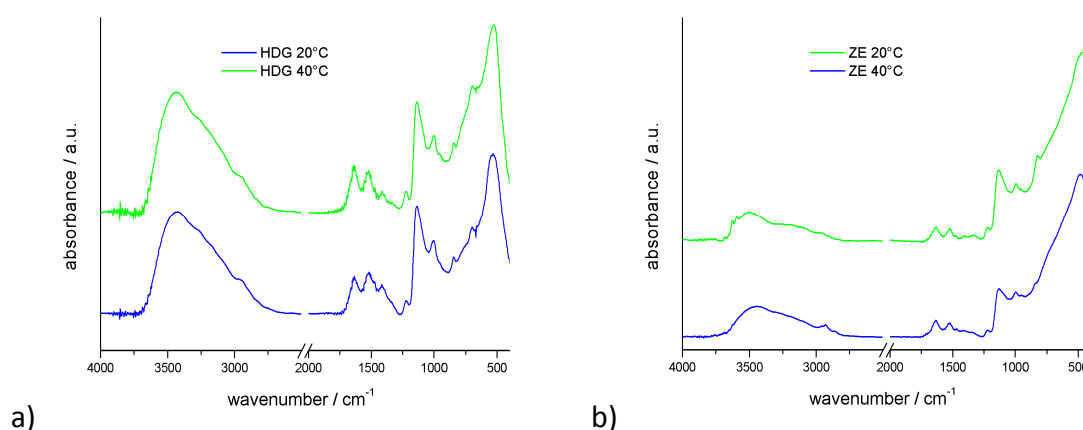 HDG 20°C
HDG 40°C
absorbance / a.u.
4000 3500 3000 2000 1500 1000 500
wavenumber / cm-1
a)
ZE 20°C
ZE 40°C
absorbance / a.u.
4000 3500 3000 2000 1500 1000 500
wavenumber / cm-1
b)